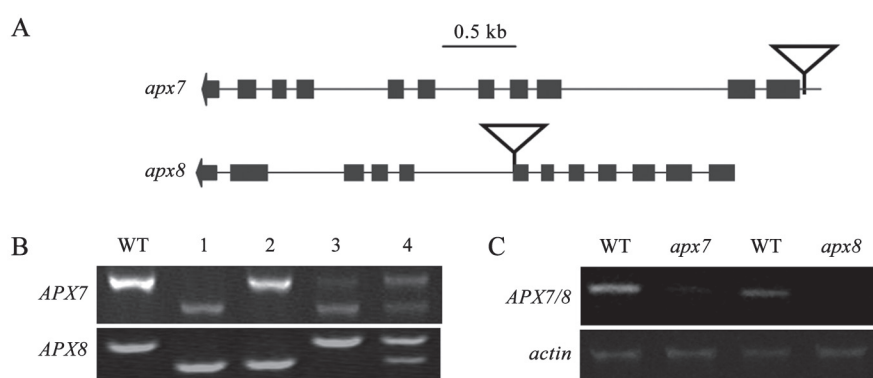 A
0.5 kb
apx7
apx8
B
WT 1 2 3 4
APX7
APX8
C
WT apx7 WT apx8
APX7/8
actin